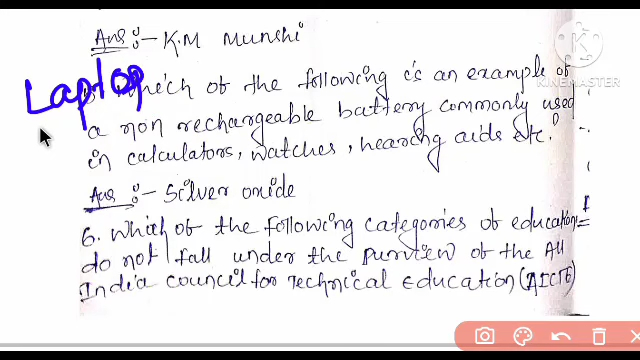 Ans :- K.M Munshi
KINEMASTER
Laptop
which of the following is an example of
a non rechargeable battery commonly used
in calculators, watches, hearing aids etc.?
Ans :- Silver oxide
6. Which of the following categories of education
do not fall under the purview of the All
India council for Technical Education (AICTE)